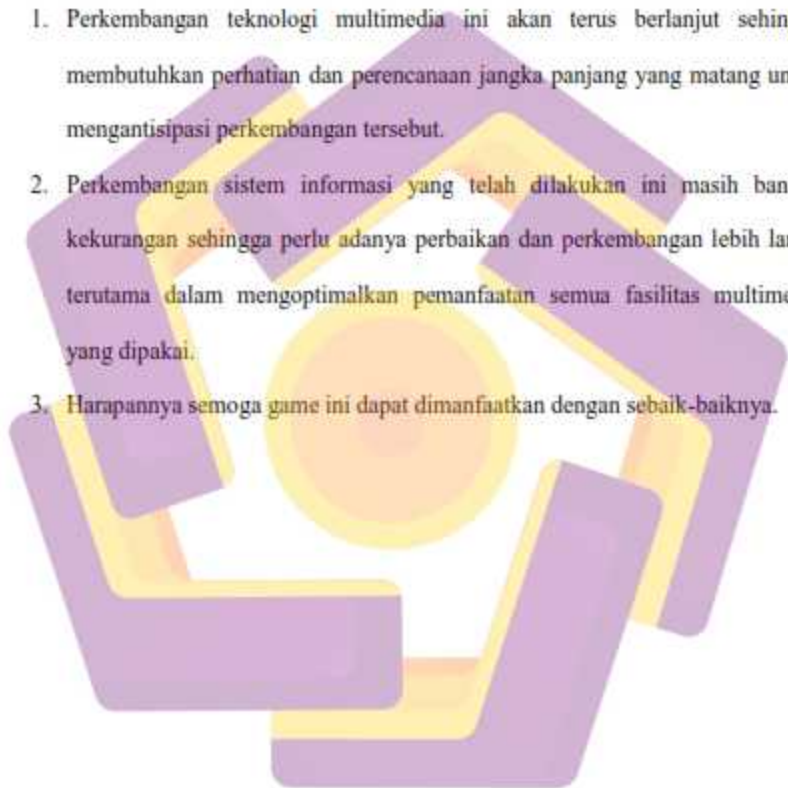 1. Perkembangan teknologi multimedia ini akan terus berlanjut sehin
membutuhkan perhatian dan perencanaan jangka panjang yang matang un
mengantisipasi perkembangan tersebut.
2. Perkembangan sistem informasi yang telah dilakukan ini masih ban
kekurangan sehingga perlu adanya perbaikan dan perkembangan lebih lan
terutama dalam mengoptimalkan pemanfaatan semua fasilitas multime
yang dipakai.
3. Harapannya semoga game ini dapat dimanfaatkan dengan sebaik-baiknya.